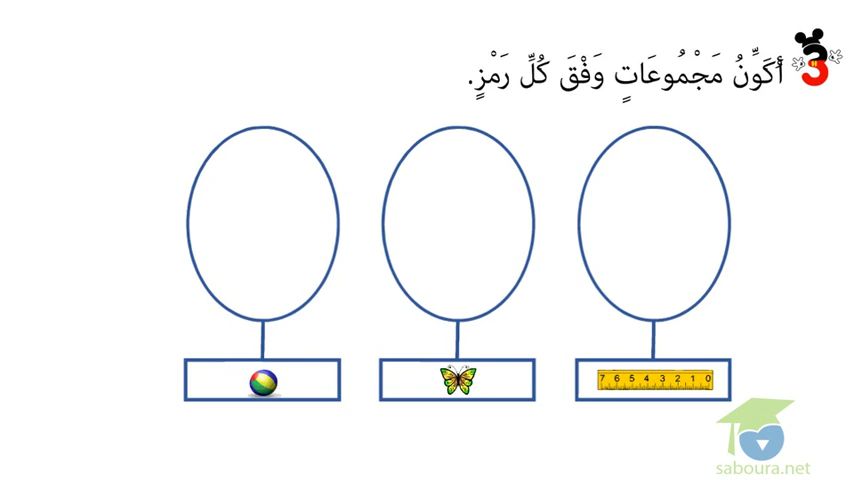 3 أُكَوِّنُ مَجْمُوعَاتٍ وَفْقَ كُلِّ رَمْزٍ.
7 6 5 4 3 2 1 0
saboura.net